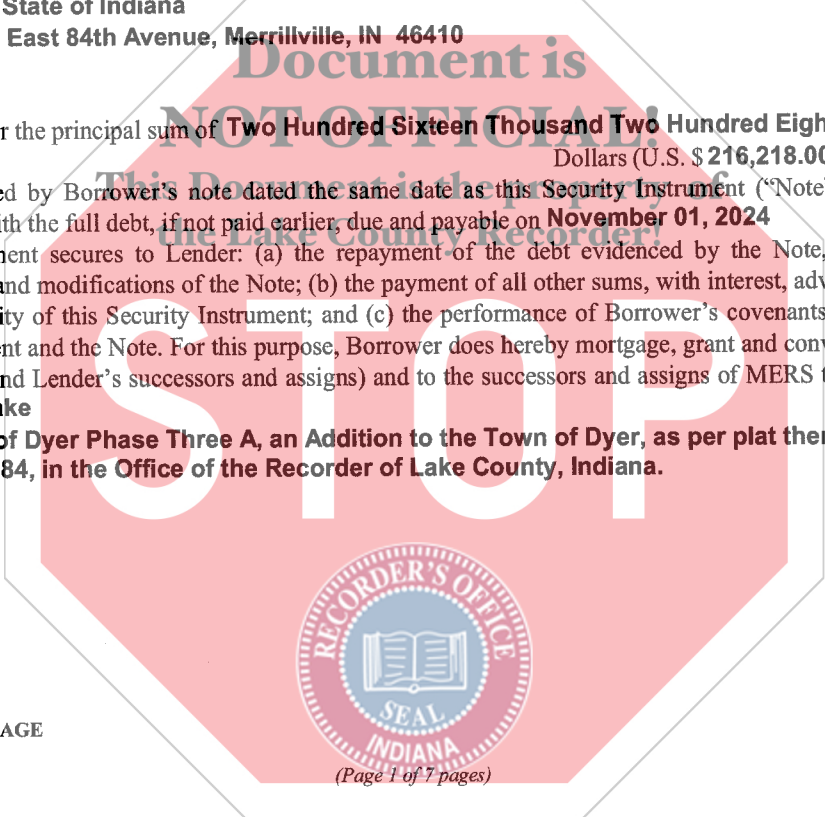 State of Indiana
East 84th Avenue, Merrillville, IN 46410
Document is
NOT OFFICIAL!
r the principal sum of Two Hundred Sixteen Thousand Two Hundred Eigh
Dollars (U.S. $ 216,218.00
This Document is the property of
ed by Borrower's note dated the same date as this Security Instrument (“Note”
ith the full debt, if not paid earlier, due and payable on November 01, 2024
the Lake County Recorder!
nent secures to Lender: (a) the repayment of the debt evidenced by the Note,
and modifications of the Note; (b) the payment of all other sums, with interest, adv
ity of this Security Instrument; and (c) the performance of Borrower's covenants
nt and the Note. For this purpose, Borrower does hereby mortgage, grant and conv
nd Lender's successors and assigns) and to the successors and assigns of MERS t
ake
of Dyer Phase Three A, an Addition to the Town of Dyer, as per plat ther
84, in the Office of the Recorder of Lake County, Indiana.
STOP
RECORDER'S OFFICE
SEAL
INDIANA
AGE
(Page 1 of 7 pages)